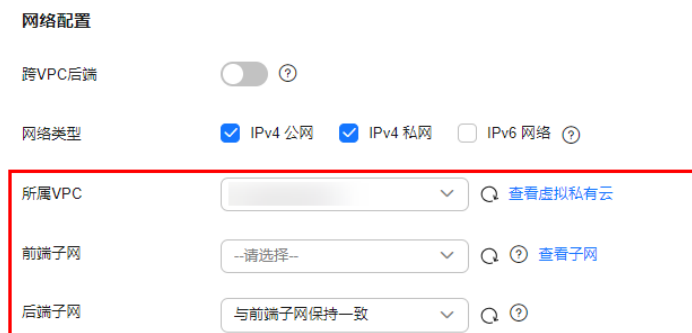 网络配置
跨VPC后端
网络类型 IPv4 公网 IPv4 私网 IPv6 网络
所属VPC 查看虚拟私有云
前端子网 --请选择-- 查看子网
后端子网 与前端子网保持一致